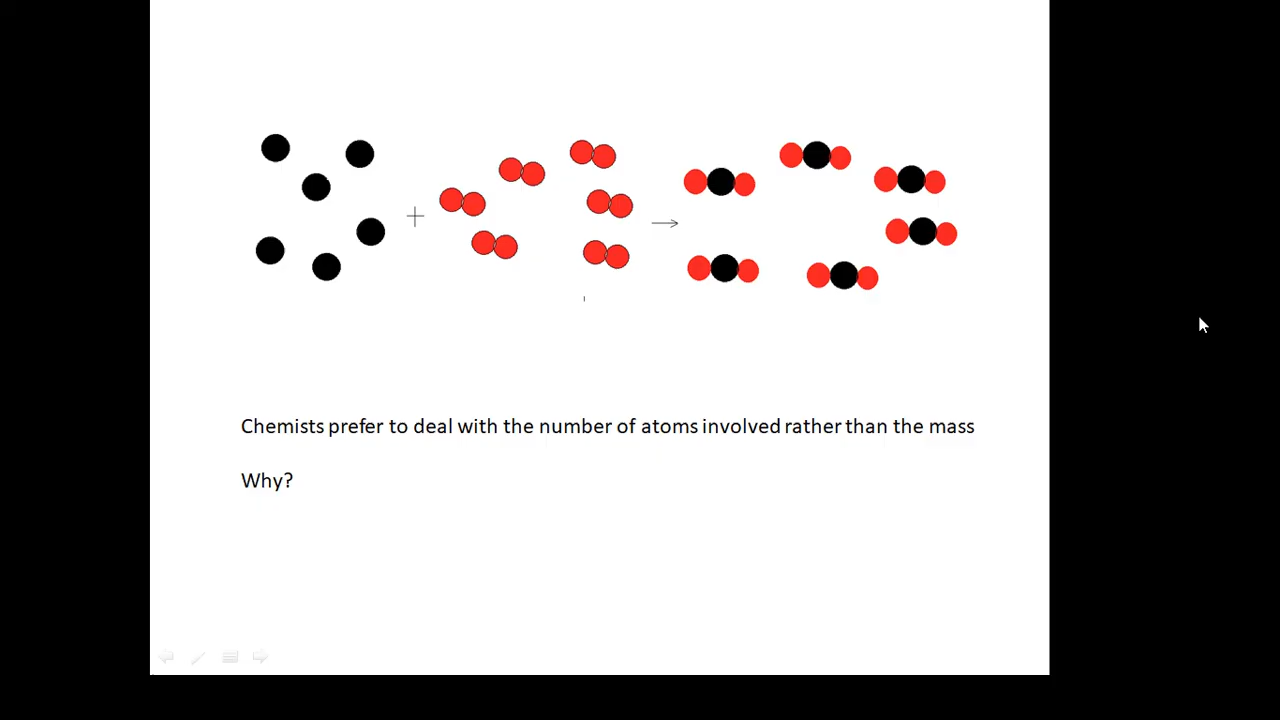 Chemists prefer to deal with the number of atoms involved rather than the mass
Why?